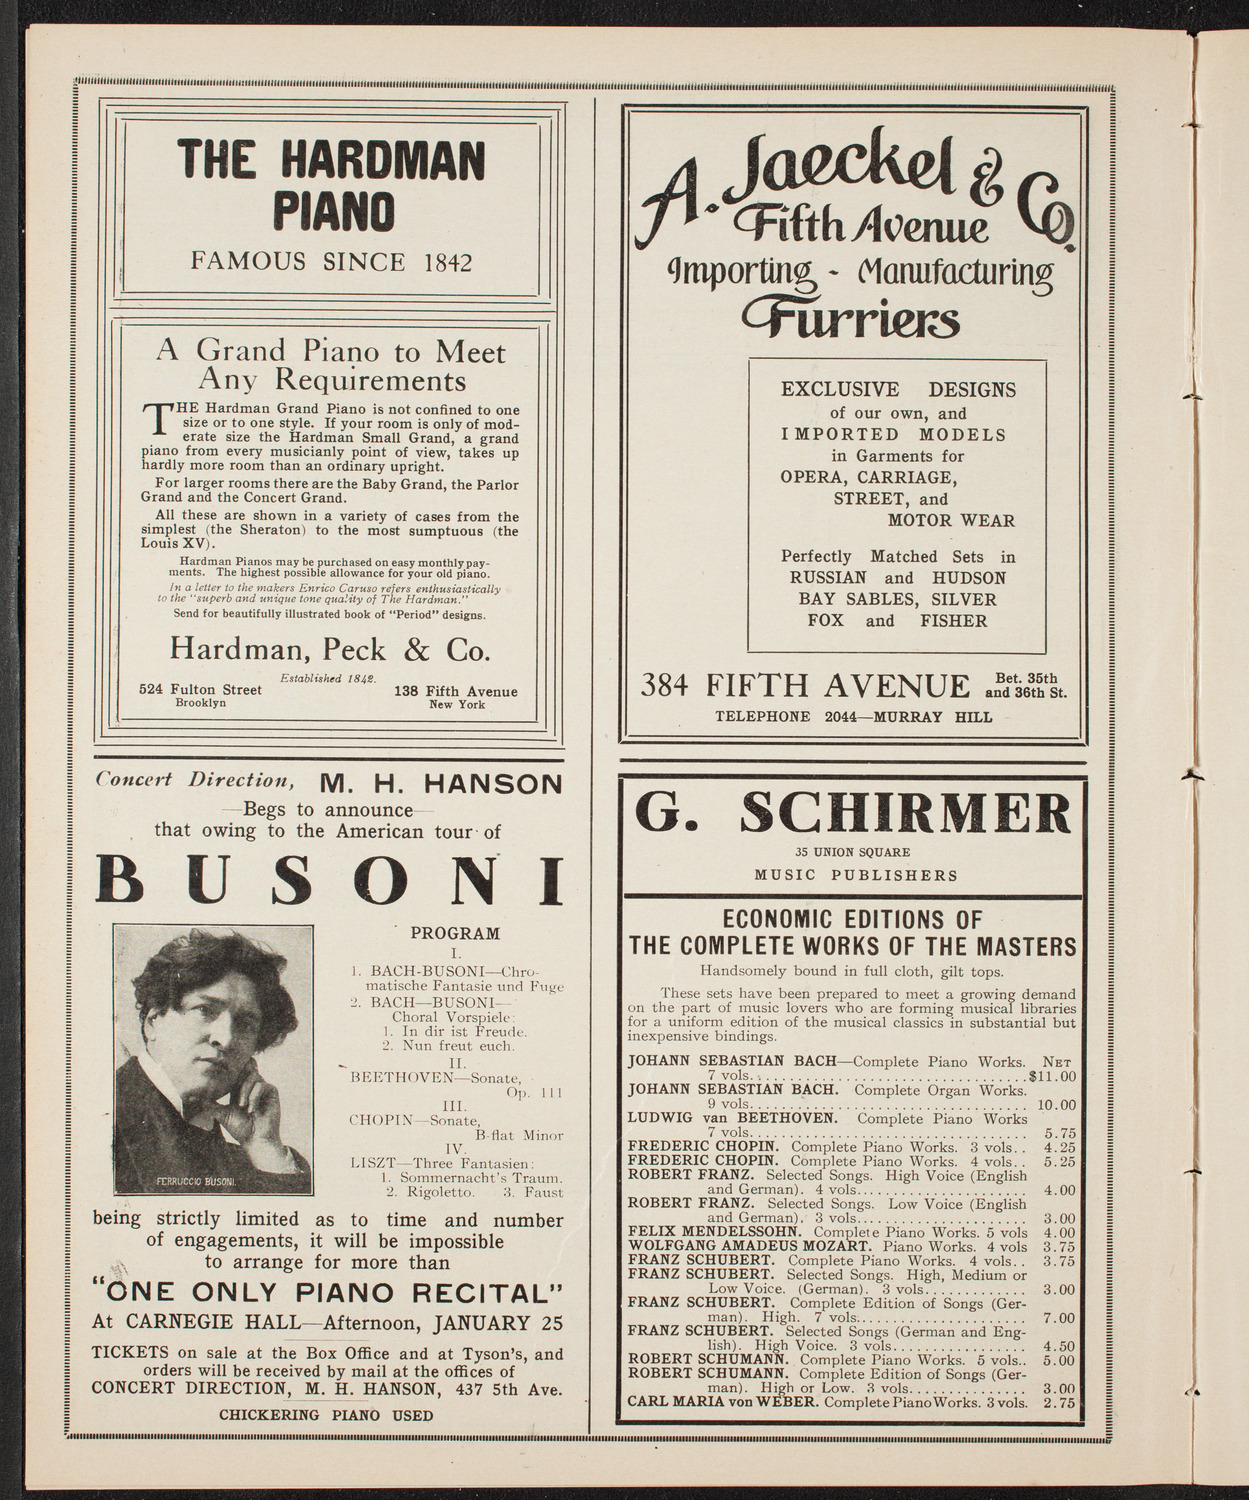 THE HARDMAN
PIANO
FAMOUS SINCE 1842
A Grand Piano to Meet
Any Requirements
THE Hardman Grand Piano is not confined to one
size or to one style. If your room is only of mod-
erate size the Hardman Small Grand, a grand
piano from every musicianly point of view, takes up
hardly more room than an ordinary upright.
For larger rooms there are the Baby Grand, the Parlor
Grand and the Concert Grand.
All these are shown in a variety of cases from the
simplest (the Sheraton) to the most sumptuous (the
Louis XV).
Hardman Pianos may be purchased on easy monthly pay-
ments. The highest possible allowance for your old piano.
In a letter to the makers Enrico Caruso refers enthusiastically
to the "superb and unique tone quality of The Hardman."
Send for beautifully illustrated book of "Period" designs.
Hardman, Peck & Co.
Established 1842.
524 Fulton Street
Brooklyn
138 Fifth Avenue
New York
Concert Direction, M. H. HANSON
Begs to announce
that owing to the American tour of
BUSONI
FERRUCCIO BUSONI.
PROGRAM
I.
1. BACH-BUSONI—Chro-
matische Fantasie und Fuge
2. BACH—BUSONI—
Choral Vorspiele:
1. In dir ist Freude.
2. Nun freut euch.
II.
BEETHOVEN—Sonate,
Op. 111
III.
CHOPIN—Sonate,
B-flat Minor
IV.
LISZT—Three Fantasien:
1. Sommernacht's Traum.
2. Rigoletto. 3. Faust
being strictly limited as to time and number
of engagements, it will be impossible
to arrange for more than
"ONE ONLY PIANO RECITAL"
At CARNEGIE HALL—Afternoon, JANUARY 25
TICKETS on sale at the Box Office and at Tyson's, and
orders will be received by mail at the offices of
CONCERT DIRECTION, M. H. HANSON, 437 5th Ave.
CHICKERING PIANO USED
A. Jaeckel & Co.
Fifth Avenue
Importing - Manufacturing
Furriers
EXCLUSIVE DESIGNS
of our own, and
IMPORTED MODELS
in Garments for
OPERA, CARRIAGE,
STREET, and
MOTOR WEAR
Perfectly Matched Sets in
RUSSIAN and HUDSON
BAY SABLES, SILVER
FOX and FISHER
384 FIFTH AVENUE Bet. 35th
and 36th St.
TELEPHONE 2044—MURRAY HILL
G. SCHIRMER
35 UNION SQUARE
MUSIC PUBLISHERS
ECONOMIC EDITIONS OF
THE COMPLETE WORKS OF THE MASTERS
Handsomely bound in full cloth, gilt tops.
These sets have been prepared to meet a growing demand
on the part of music lovers who are forming musical libraries
for a uniform edition of the musical classics in substantial but
inexpensive bindings.
JOHANN SEBASTIAN BACH—Complete Piano Works. NET
7 vols. $11.00
JOHANN SEBASTIAN BACH. Complete Organ Works.
9 vols. 10.00
LUDWIG van BEETHOVEN. Complete Piano Works
7 vols. 5.75
FREDERIC CHOPIN. Complete Piano Works. 3 vols. 4.25
FREDERIC CHOPIN. Complete Piano Works. 4 vols. 5.25
ROBERT FRANZ. Selected Songs. High Voice (English
and German). 4 vols. 4.00
ROBERT FRANZ. Selected Songs. Low Voice (English
and German). 3 vols. 3.00
FELIX MENDELSSOHN. Complete Piano Works. 5 vols 4.00
WOLFGANG AMADEUS MOZART. Piano Works. 4 vols 3.75
FRANZ SCHUBERT. Complete Piano Works. 4 vols. 3.75
FRANZ SCHUBERT. Selected Songs. High, Medium or
Low Voice. (German). 3 vols. 3.00
FRANZ SCHUBERT. Complete Edition of Songs (Ger-
man). High. 7 vols. 7.00
FRANZ SCHUBERT. Selected Songs (German and Eng-
lish). High Voice. 3 vols. 4.50
ROBERT SCHUMANN. Complete Piano Works. 5 vols. 5.00
ROBERT SCHUMANN. Complete Edition of Songs (Ger-
man). High or Low. 3 vols. 3.00
CARL MARIA von WEBER. Complete Piano Works. 3 vols. 2.75